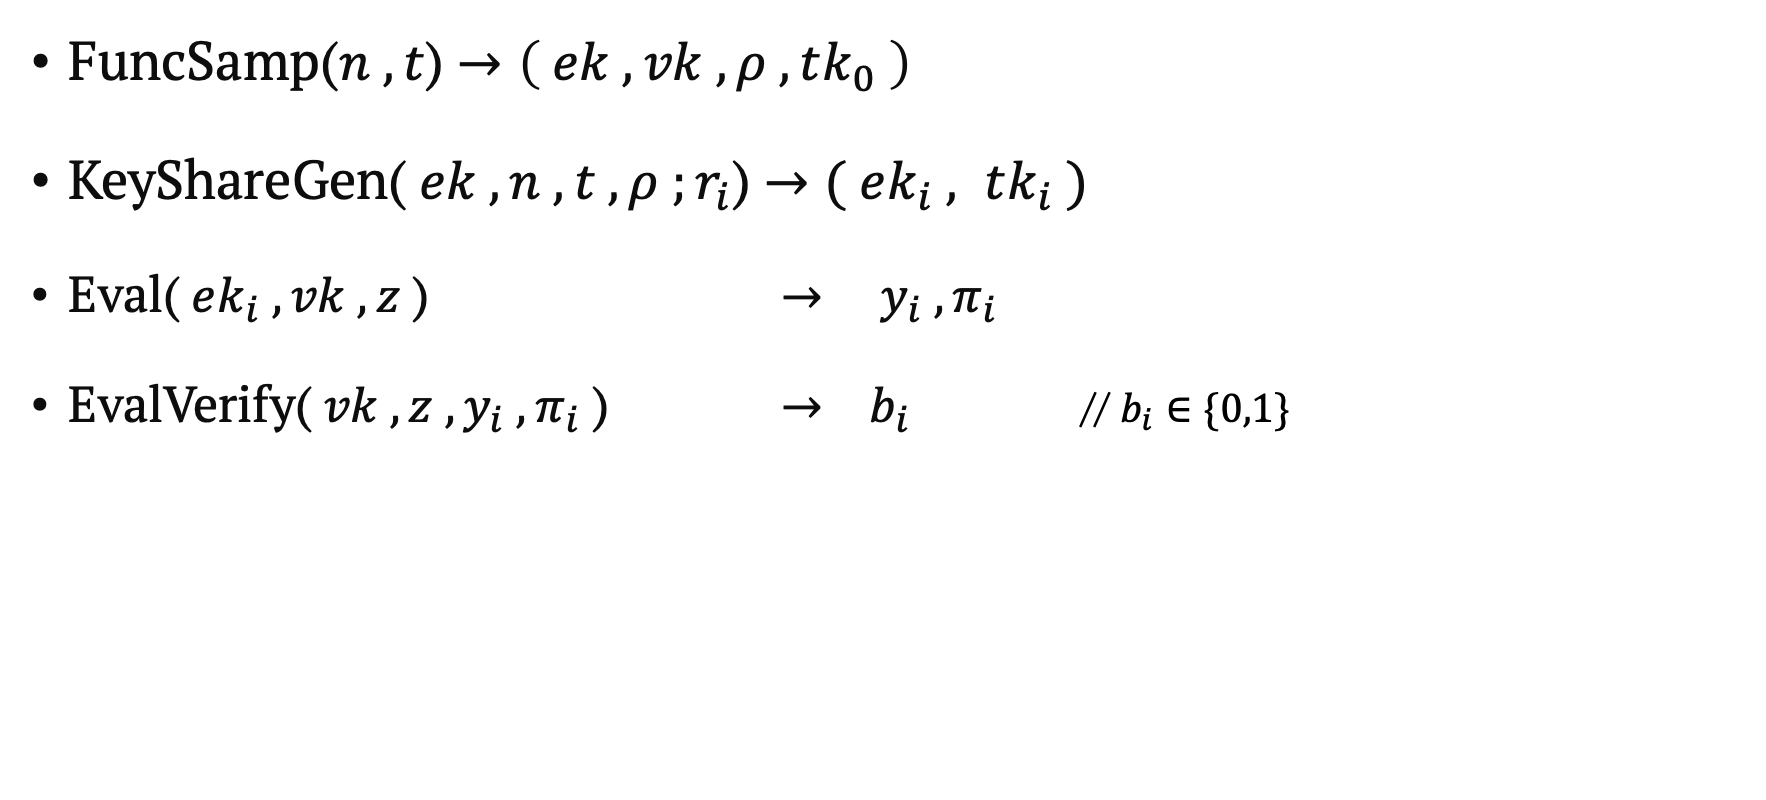 • FuncSamp(n , t) → ( ek , vk , ρ , tk₀ )
• KeyShareGen( ek , n , t , ρ ; rᵢ) → ( ekᵢ , tkᵢ )
• Eval( ekᵢ , vk , z ) → yᵢ , πᵢ
• EvalVerify( vk , z , yᵢ , πᵢ ) → bᵢ // bᵢ ∈ {0,1}